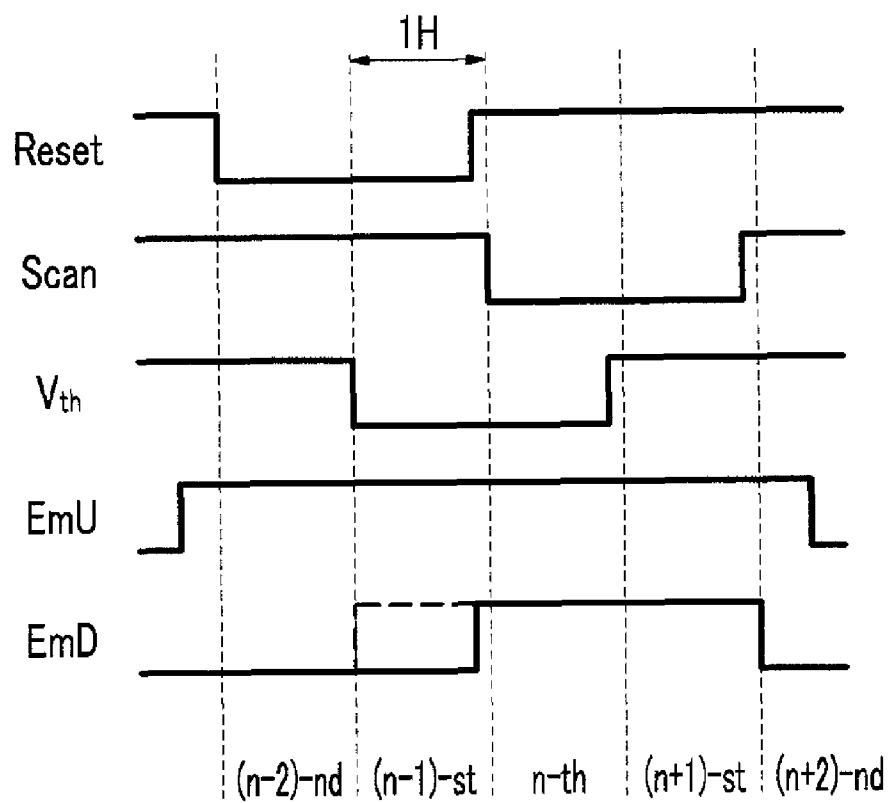 1H
Reset
Scan
Vth
EmU
EmD
(n-2)-nd (n-1)-st n-th (n+1)-st (n+2)-nd